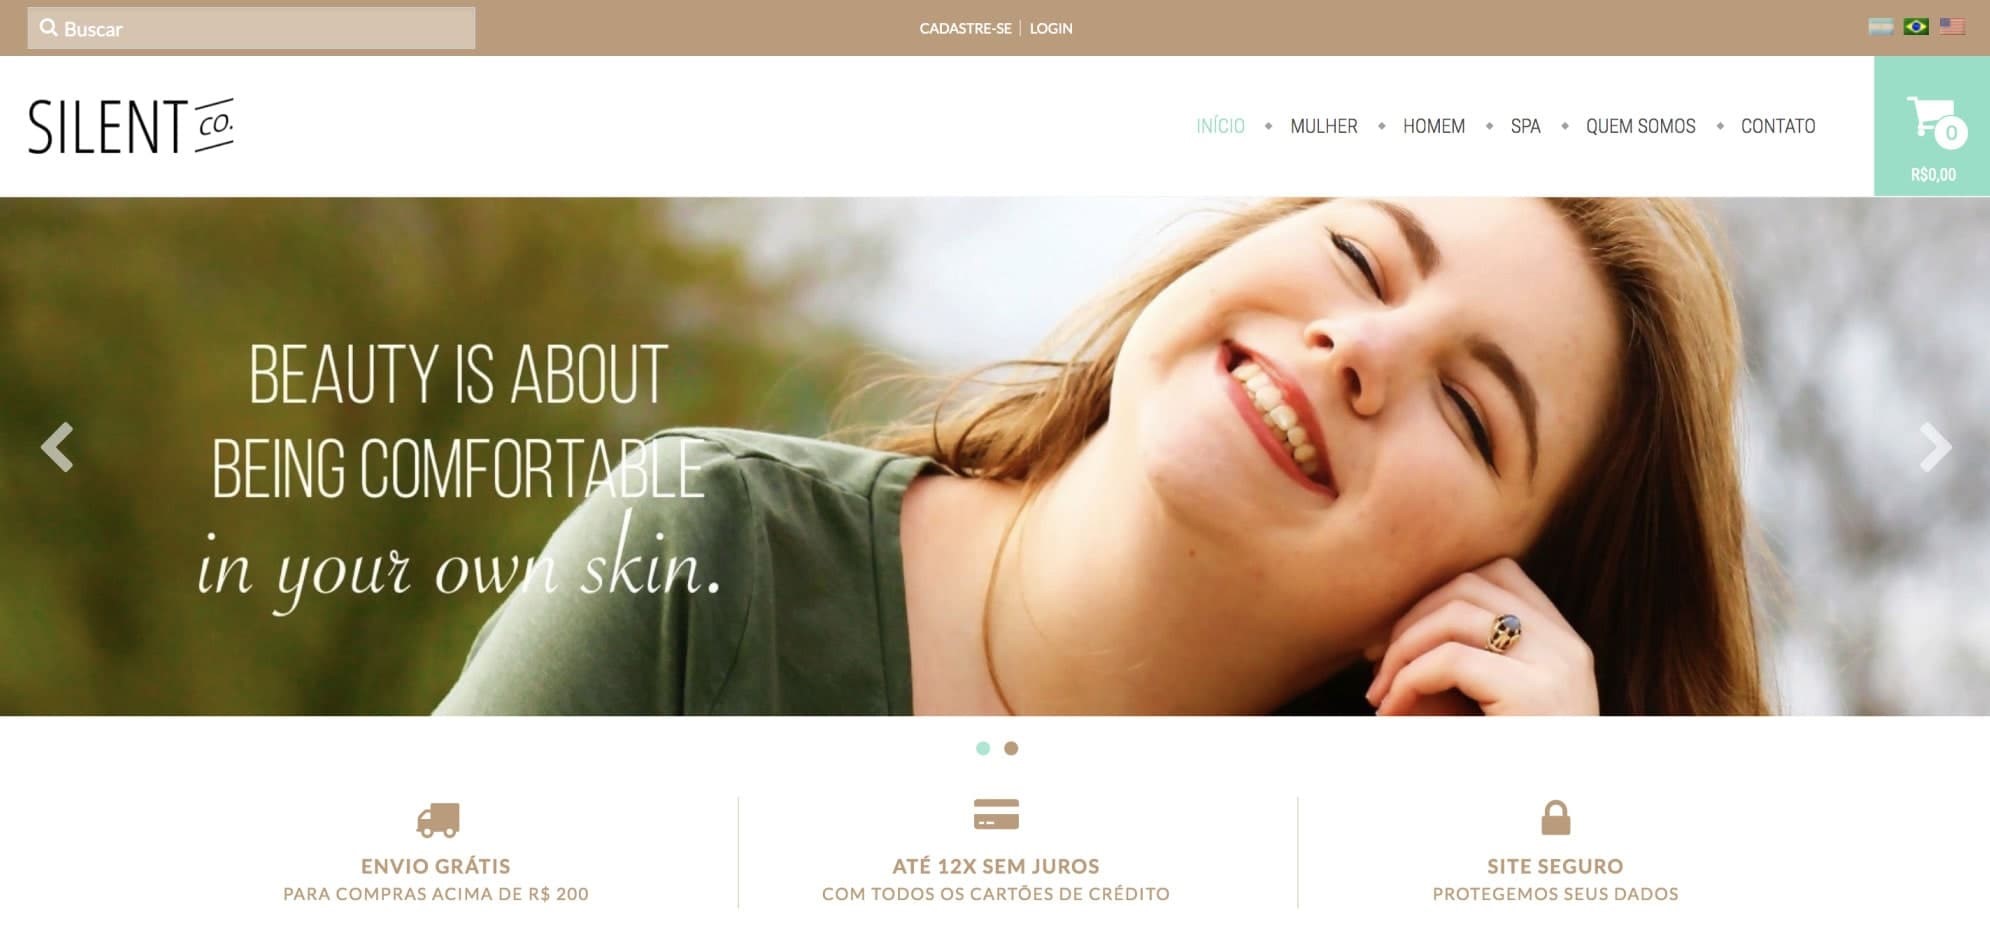 Buscar
CADASTRE-SE | LOGIN
SILENT CO.
INÍCIO
MULHER
HOMEM
SPA
QUEM SOMOS
CONTATO
0
R$0,00
BEAUTY IS ABOUT
BEING COMFORTABLE
in your own skin.
ENVIO GRÁTIS
PARA COMPRAS ACIMA DE R$ 200
ATÉ 12X SEM JUROS
COM TODOS OS CARTÕES DE CRÉDITO
SITE SEGURO
PROTEGEMOS SEUS DADOS